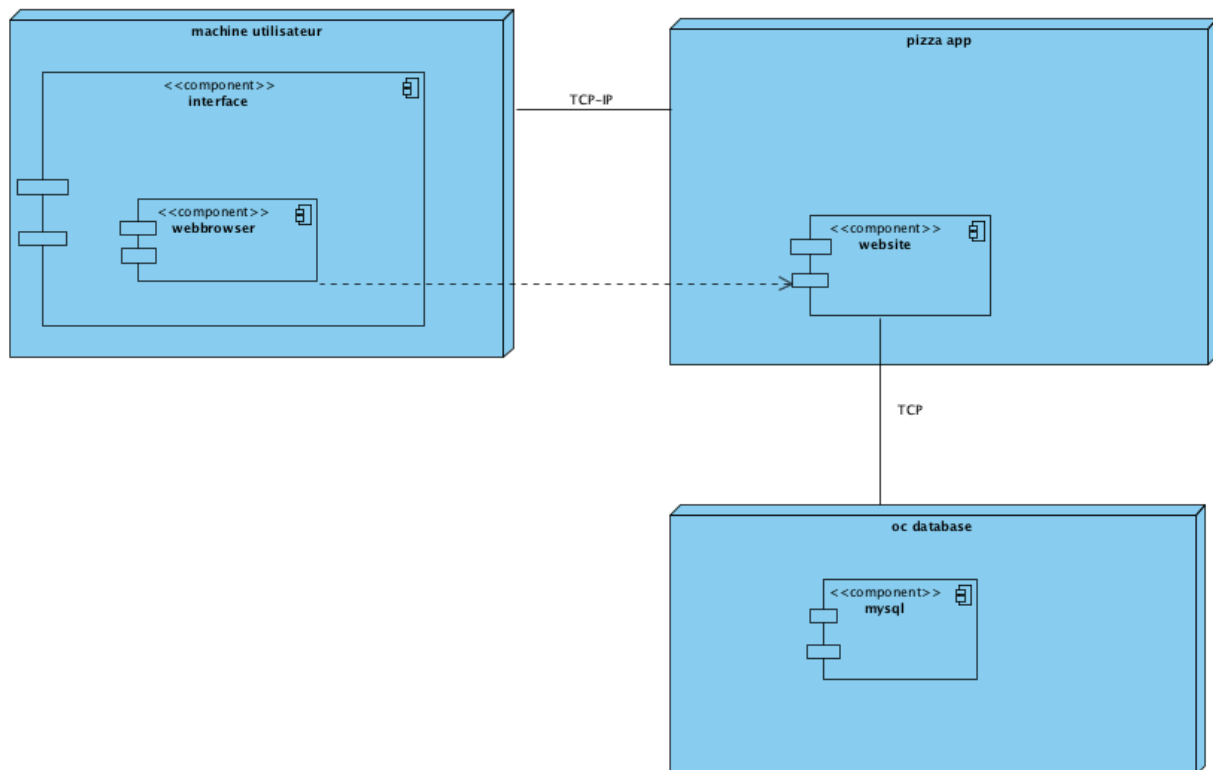 machine utilisateur
<<component>>
interface
<<component>>
webbrowser
TCP-IP
pizza app
<<component>>
website
TCP
oc database
<<component>>
mysql